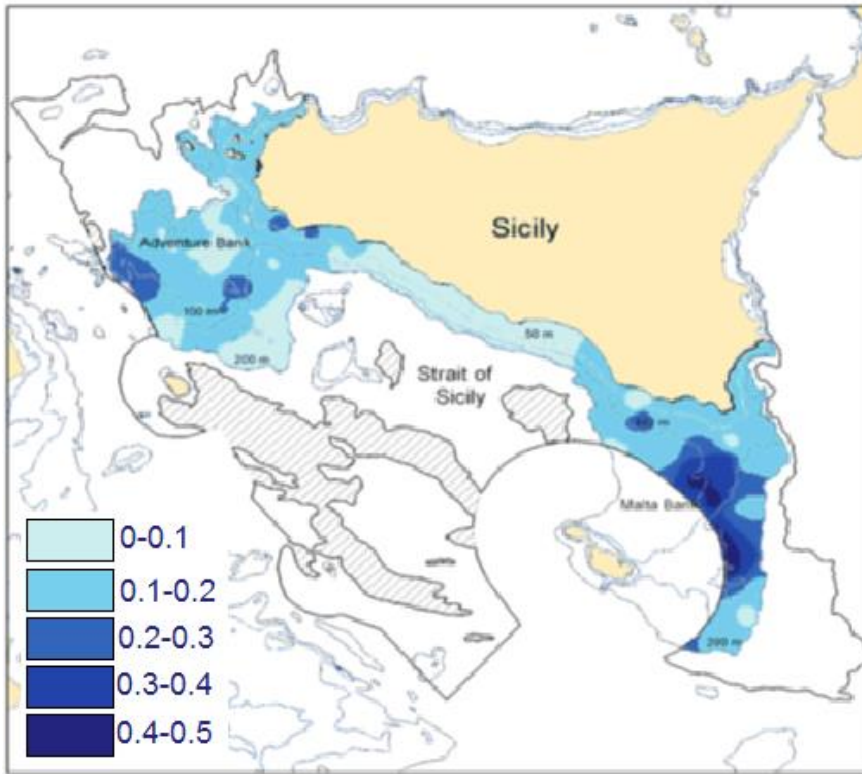 Sicily
Adventure Bank
100 m
200 m
50 m
Strait of
Sicily
Malta Bank
200 m
0-0.1
0.1-0.2
0.2-0.3
0.3-0.4
0.4-0.5